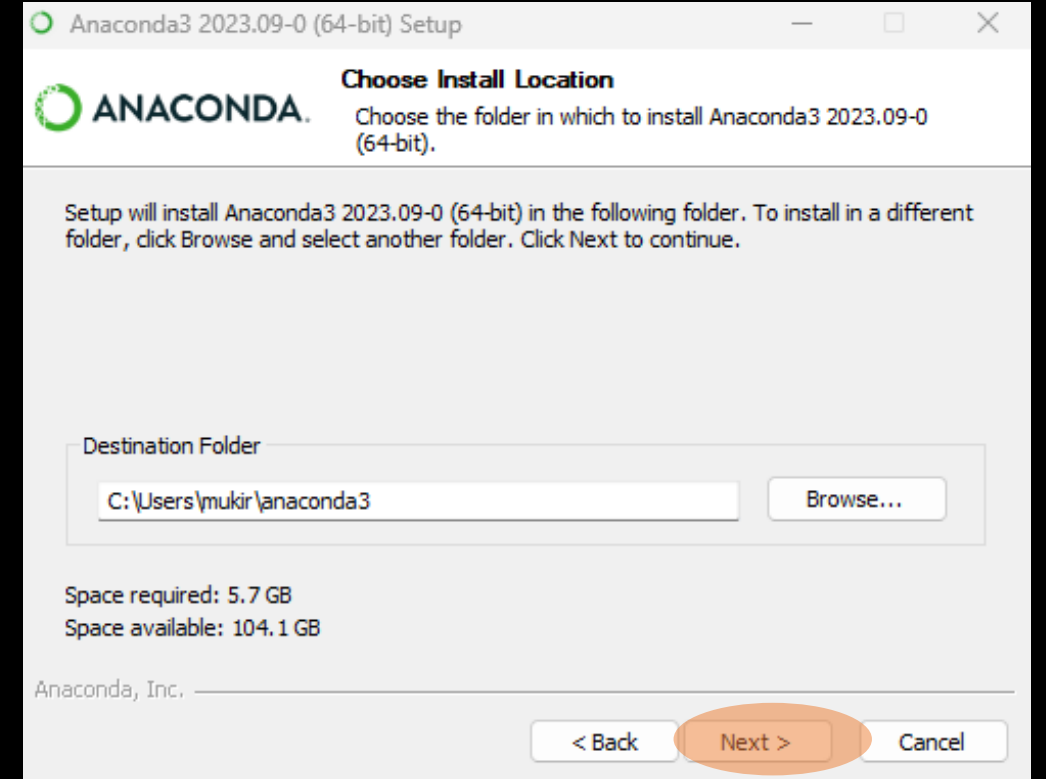 Anaconda3 2023.09-0 (64-bit) Setup
ANACONDA.
Choose Install Location
Choose the folder in which to install Anaconda3 2023.09-0
(64-bit).
Setup will install Anaconda3 2023.09-0 (64-bit) in the following folder. To install in a different
folder, click Browse and select another folder. Click Next to continue.
Destination Folder
C:\Users\mukir\anaconda3
Browse...
Space required: 5.7 GB
Space available: 104.1 GB
Anaconda, Inc.
< Back
Next >
Cancel